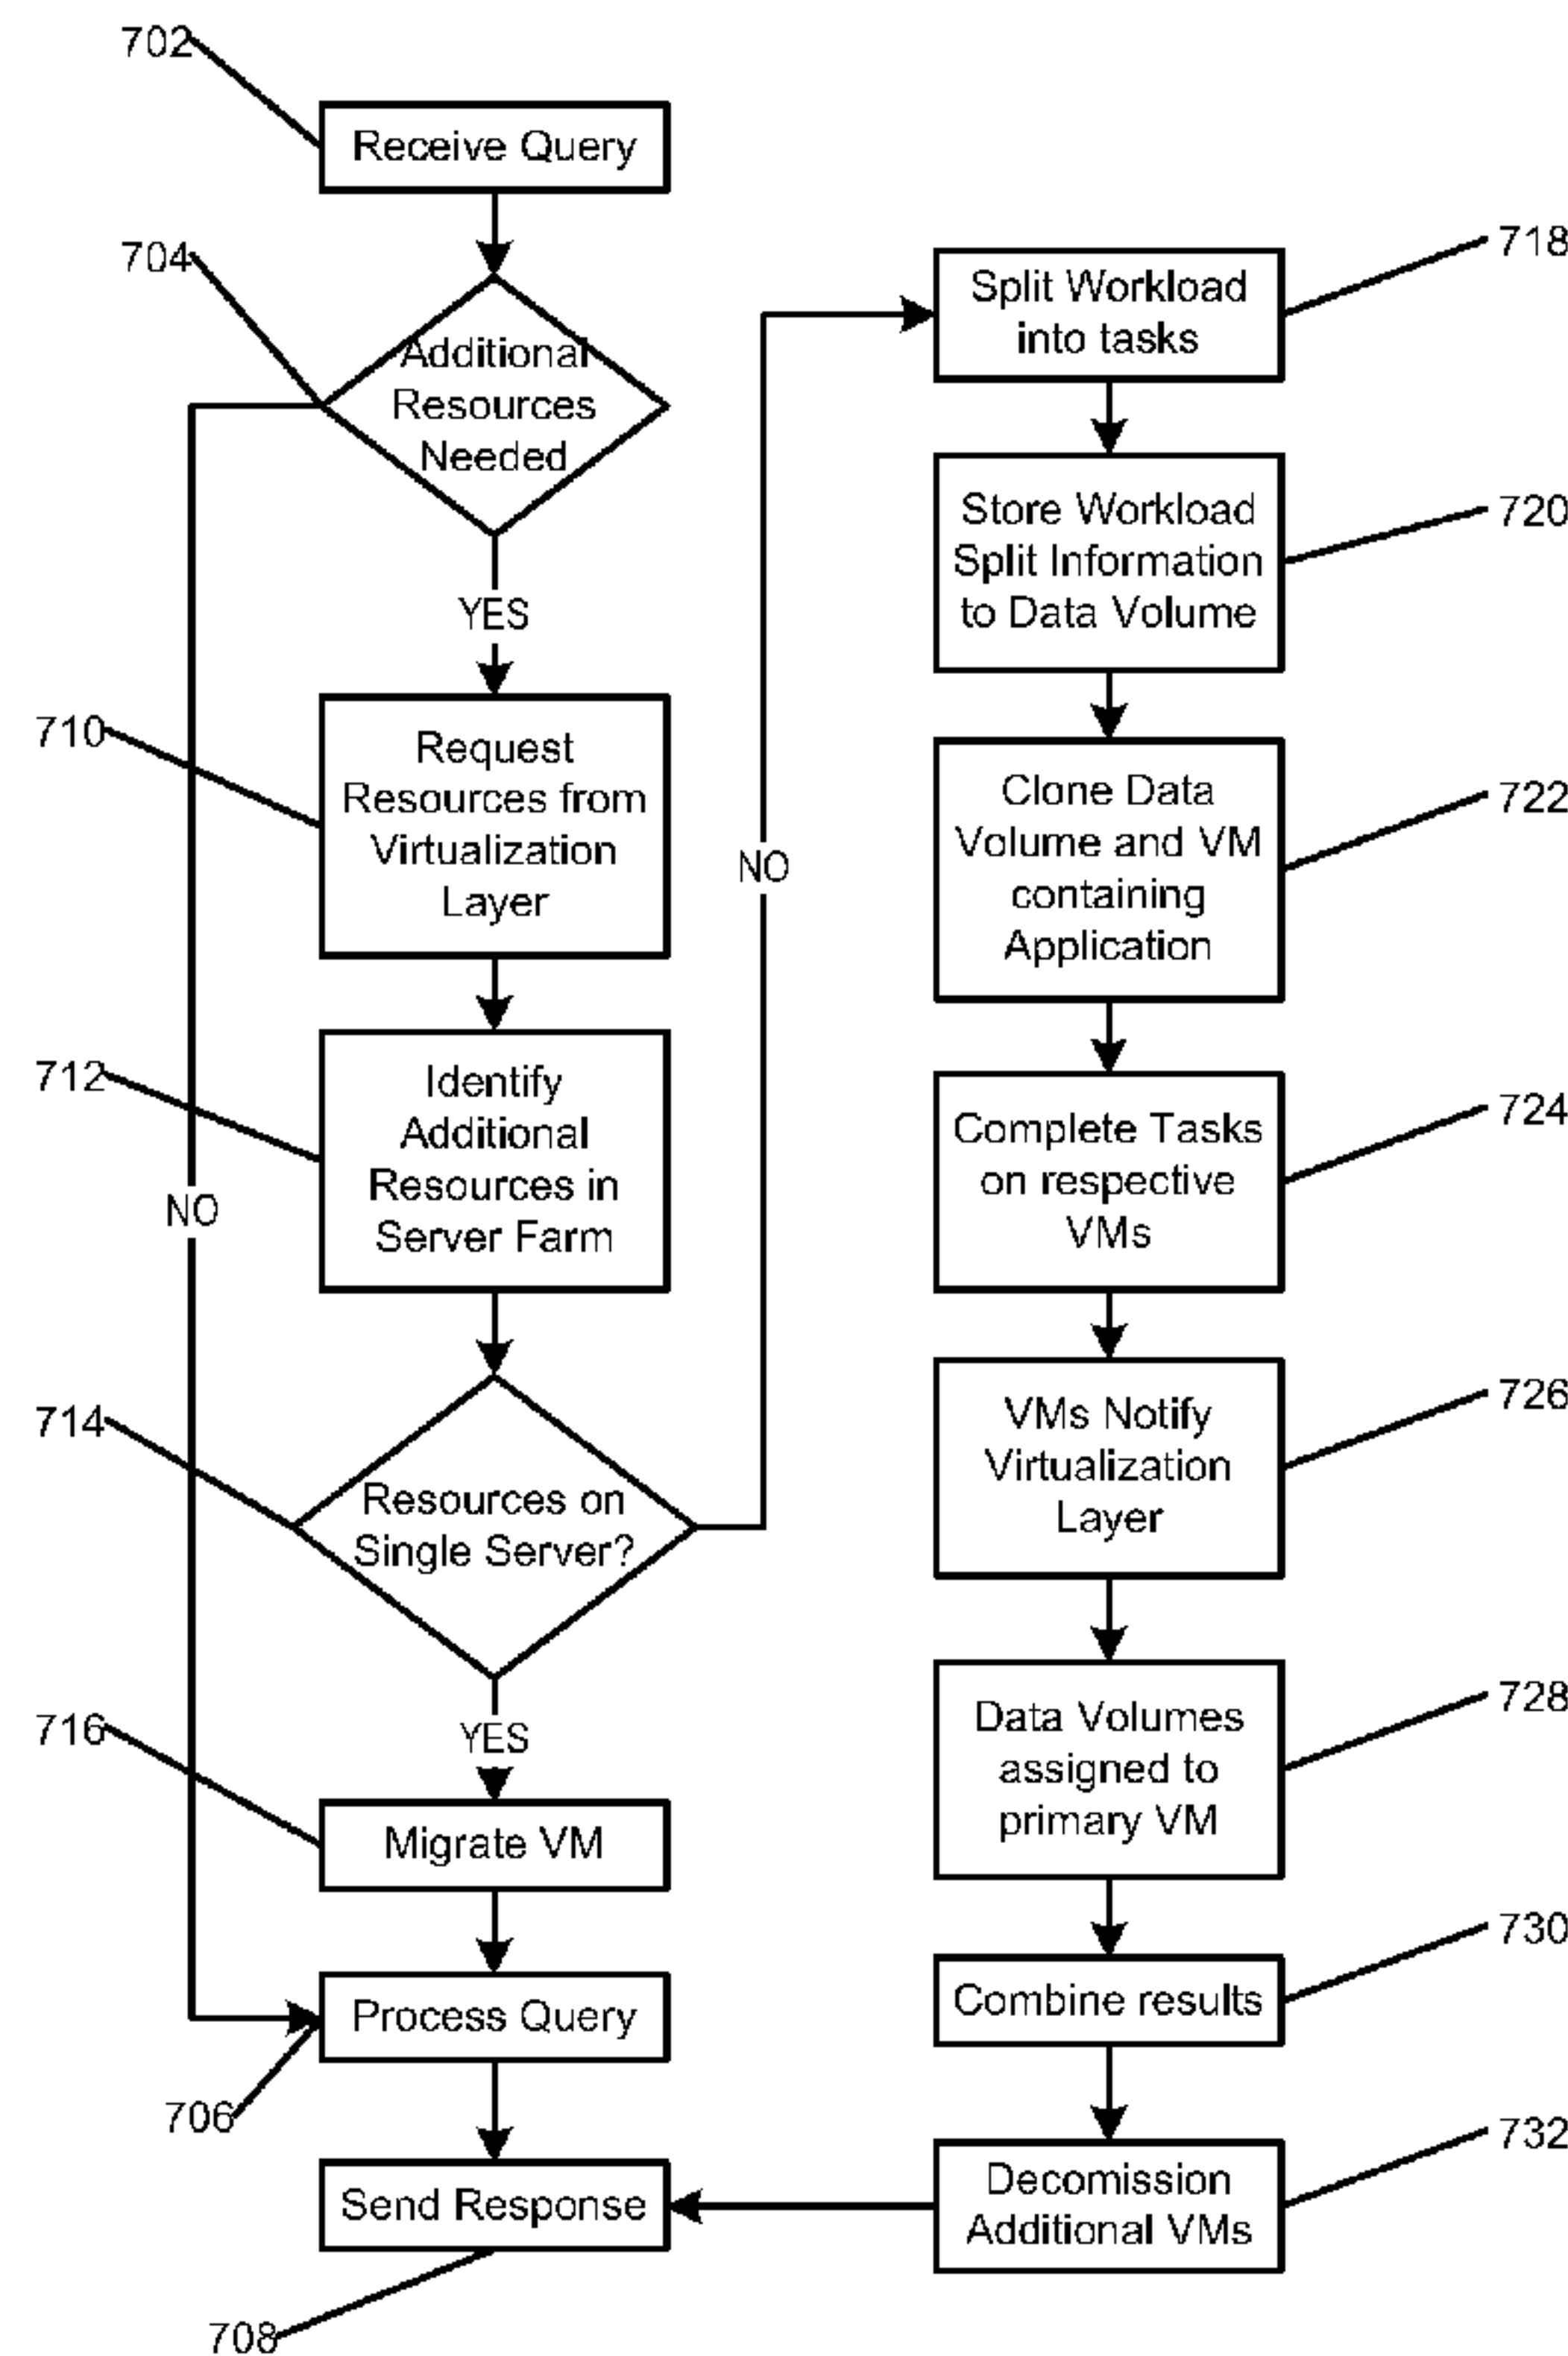 702
Receive Query
704
Additional
Resources
Needed
YES
710
Request
Resources from
Virtualization
Layer
712
Identify
Additional
Resources in
Server Farm
NO
714
Resources on
Single Server?
NO
YES
716
Migrate VM
Process Query
706
Send Response
708
718
Split Workload
into tasks
720
Store Workload
Split Information
to Data Volume
722
Clone Data
Volume and VM
containing
Application
724
Complete Tasks
on respective
VMs
726
VMs Notify
Virtualization
Layer
728
Data Volumes
assigned to
primary VM
730
Combine results
732
Decomission
Additional VMs